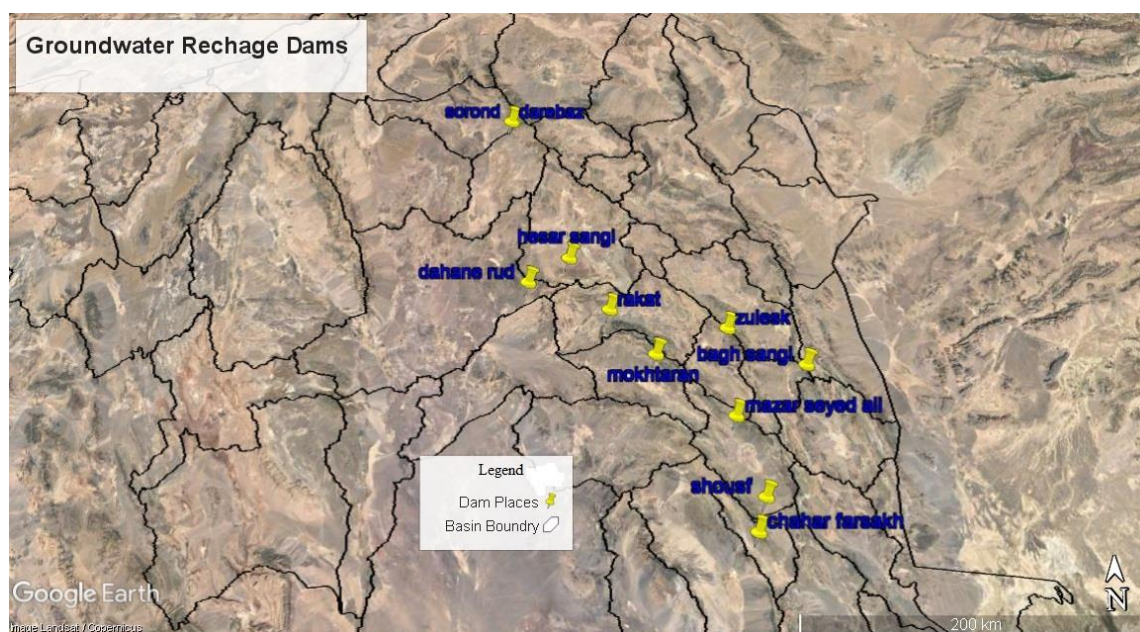 Groundwater Rechage Dams
sorond darabaz
hesar sangi
dahane rud
rakat
zuleak
bagh sangi
mokhtaran
mazar seyed ali
shousf
chahar farsakh
Legend
Dam Places
Basin Boundry
Google Earth
N
200 km
Image Landsat / Copernicus